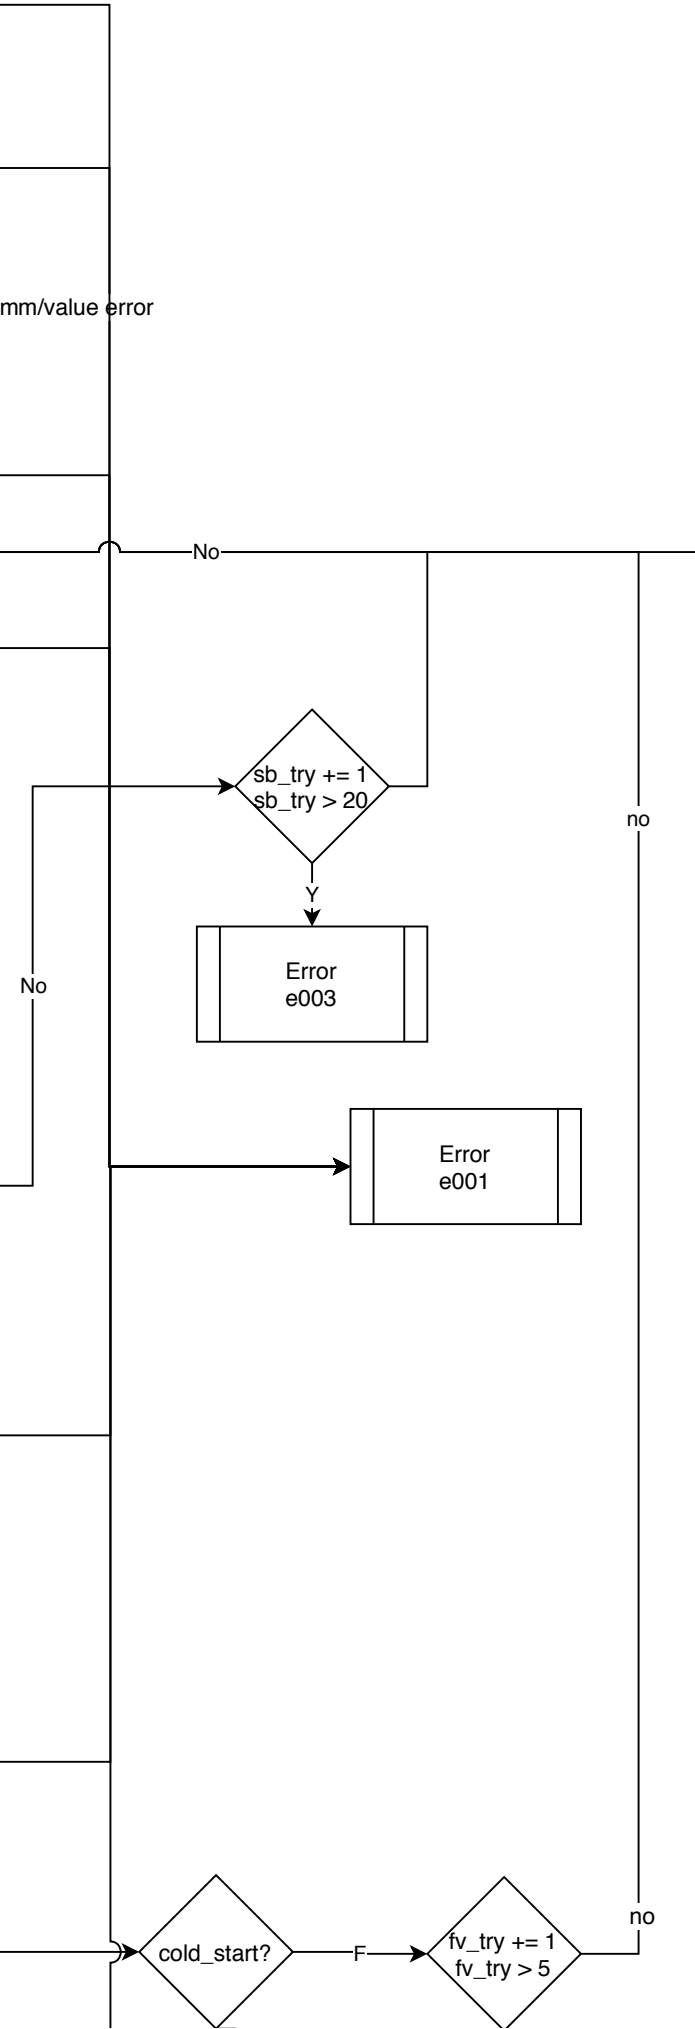 mm/value error
No
sb_try += 1
sb_try > 20
no
Y
Error
e003
No
Error
e001
no
cold_start?
F
fv_try += 1
fv_try > 5